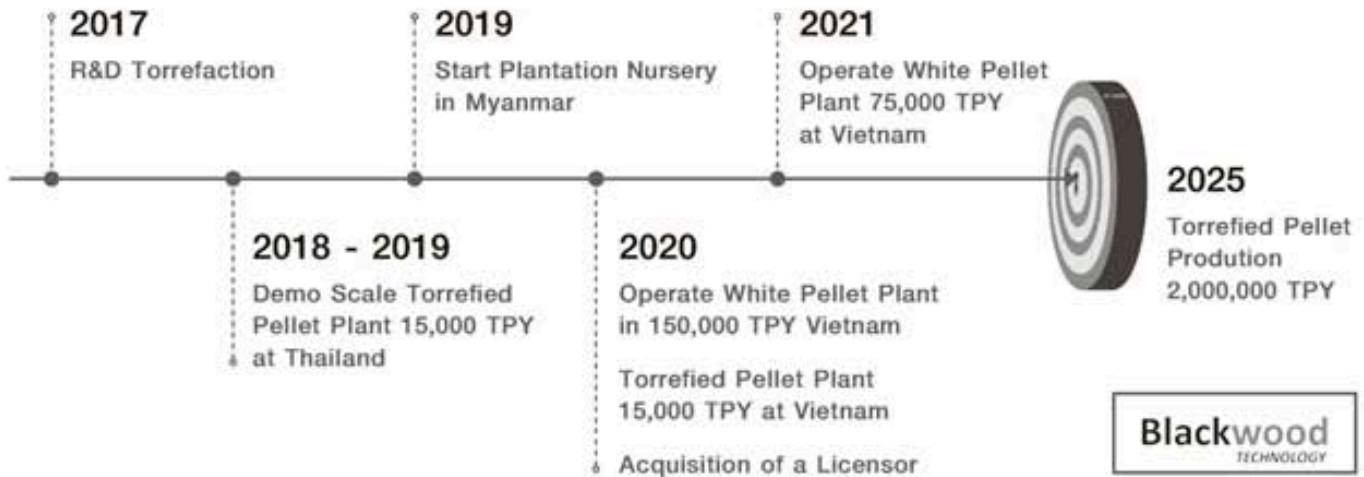 2017
R&D Torrefaction
2018 - 2019
Demo Scale Torrefied
Pellet Plant 15,000 TPY
at Thailand
2019
Start Plantation Nursery
in Myanmar
2020
Operate White Pellet Plant
in 150,000 TPY Vietnam
Torrefied Pellet Plant
15,000 TPY at Vietnam
Acquisition of a Licensor
2021
Operate White Pellet
Plant 75,000 TPY
at Vietnam
2025
Torrefied Pellet
Prodution
2,000,000 TPY
Blackwood
TECHNOLOGY